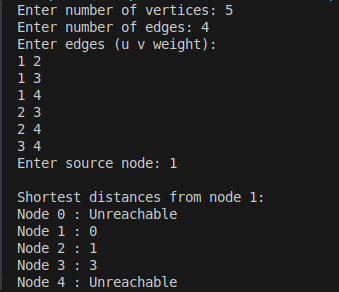 Enter number of vertices: 5
Enter number of edges: 4
Enter edges (u v weight):
1 2
1 3
1 4
2 3
2 4
3 4
Enter source node: 1
Shortest distances from node 1:
Node 0 : Unreachable
Node 1 : 0
Node 2 : 1
Node 3 : 3
Node 4 : Unreachable